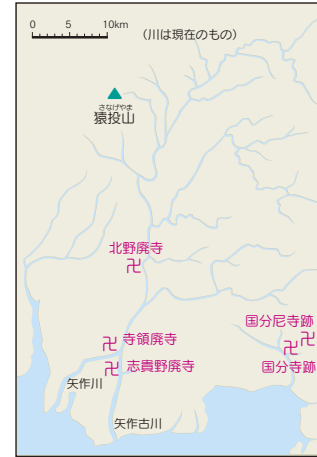 0 5 10km
(川は現在のもの)
さなげやま
猿投山
北野廃寺
寺領廃寺
志貴野廃寺
国分尼寺跡
国分寺跡
矢作川
矢作古川